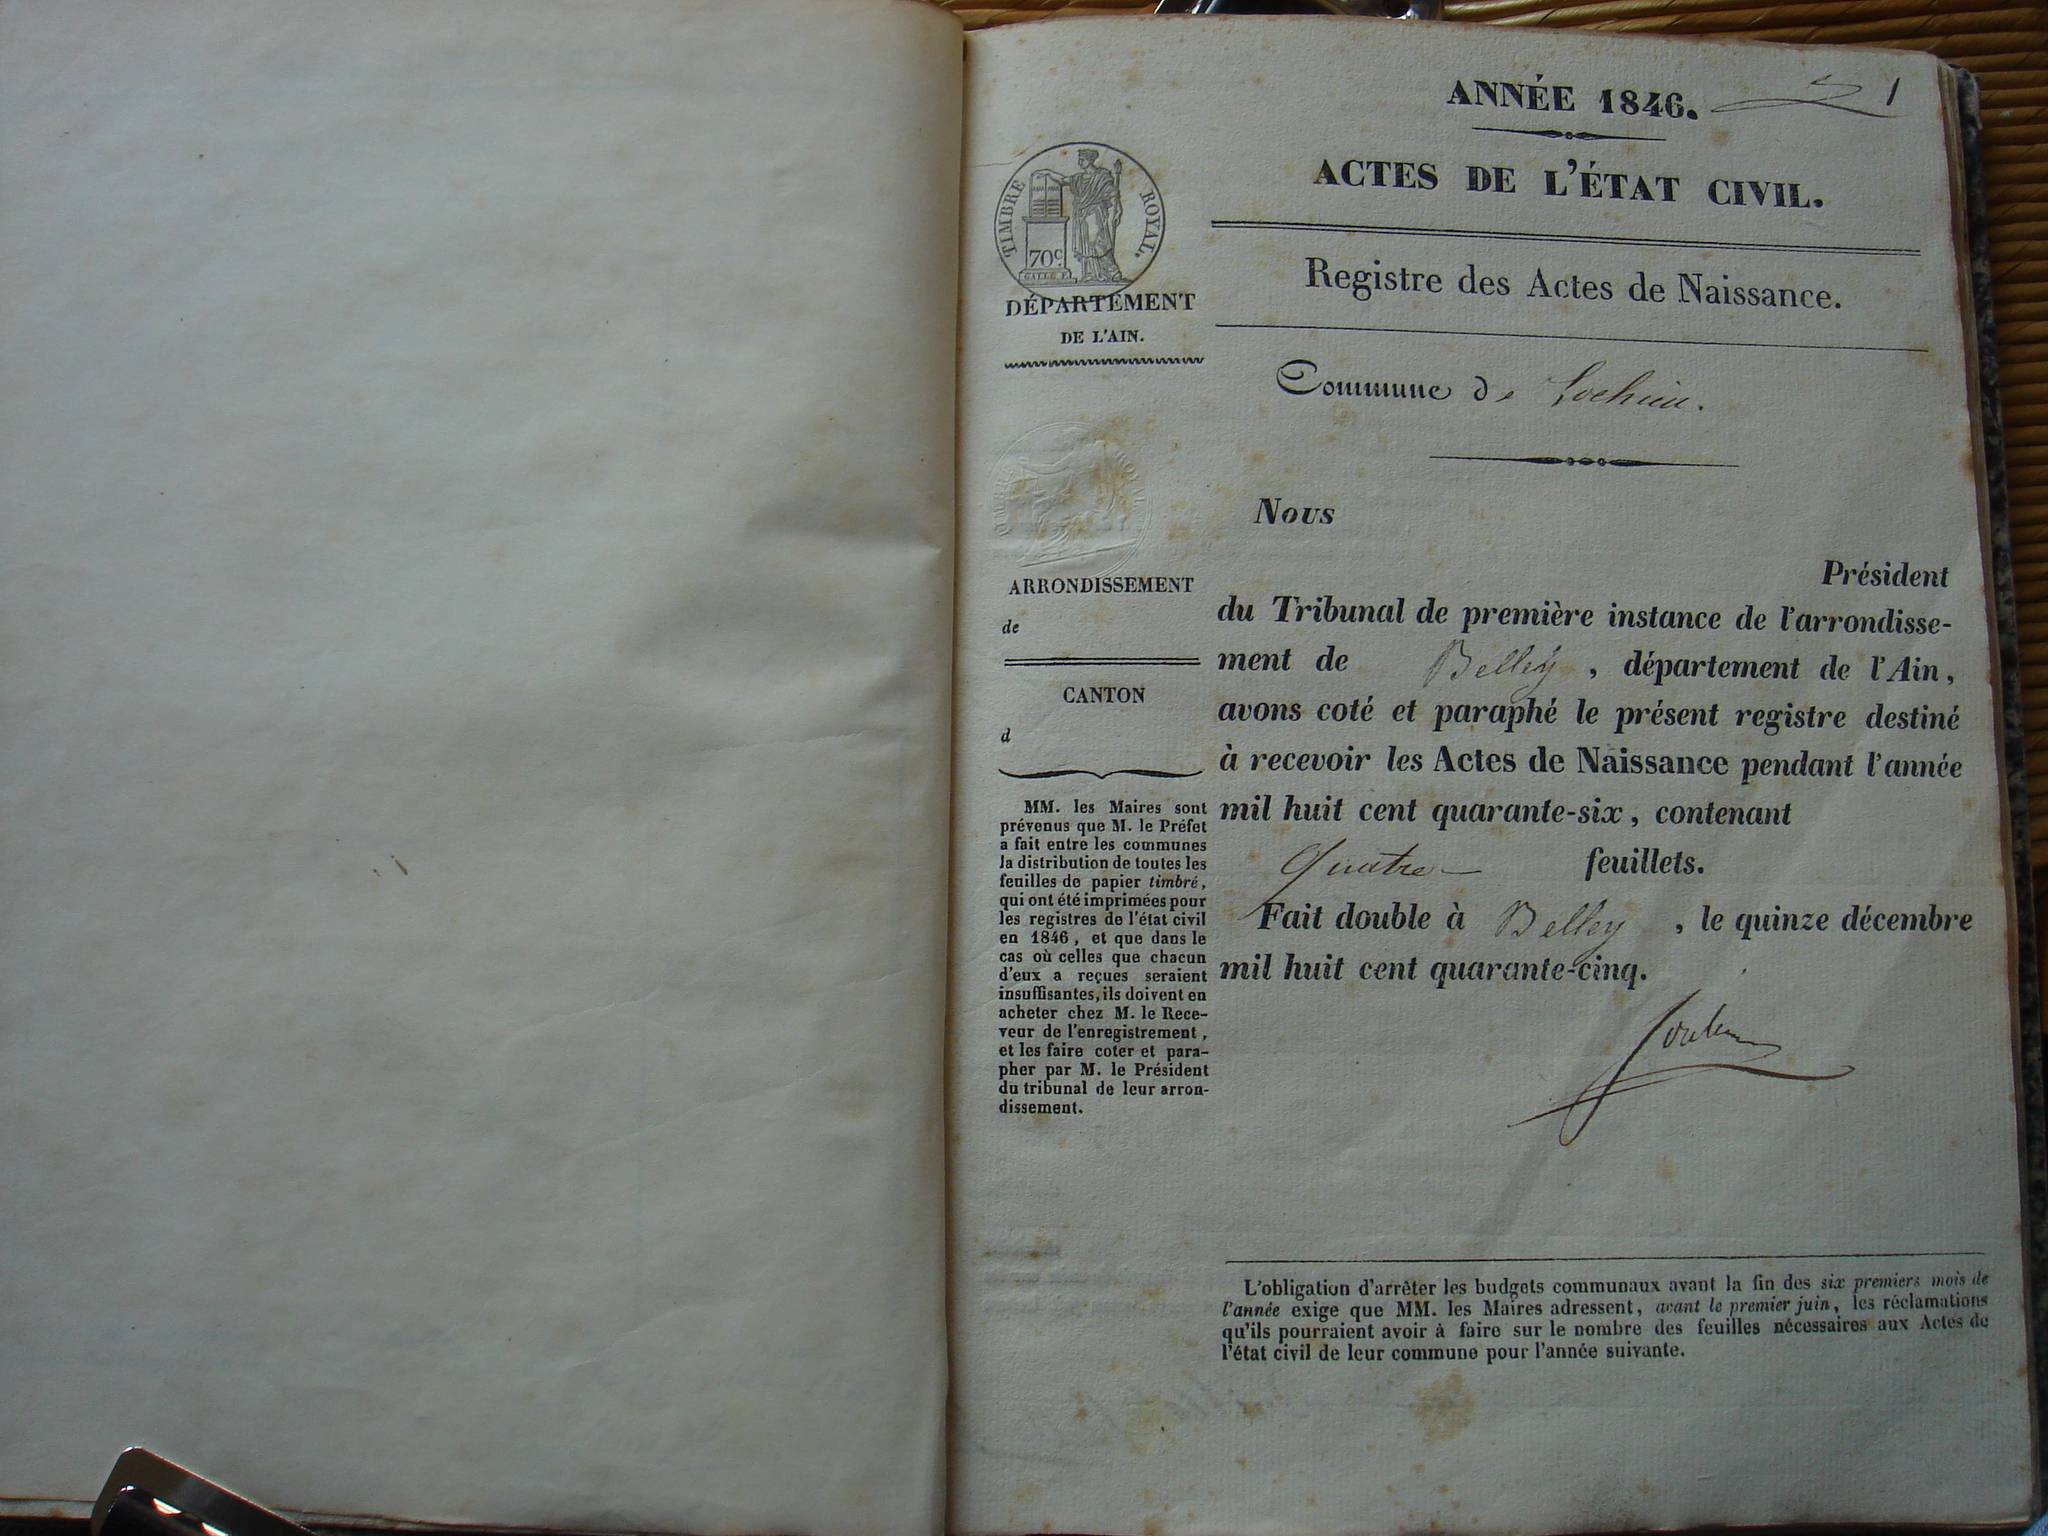 ANNÉE 1846.
1
ACTES DE L'ÉTAT CIVIL.
Registre des Actes de Naissance.
TIMBRE ROYAL.
70c.
DÉPARTEMENT
DE L'AIN.
Commune de Lochieu.
Nous
Président
du Tribunal de première instance de l'arrondisse-
ment de Belley, département de l'Ain,
avons coté et paraphé le présent registre destiné
à recevoir les Actes de Naissance pendant l'année
mil huit cent quarante-six, contenant
Quatre feuillets.
Fait double à Belley, le quinze décembre
mil huit cent quarante-cinq.
ARRONDISSEMENT
de
CANTON
d
MM. les Maires sont
prévenus que M. le Préfet
a fait entre les communes
la distribution de toutes les
feuilles de papier timbré,
qui ont été imprimées pour
les registres de l'état civil
en 1846, et que dans le
cas où celles que chacun
d'eux a reçues seraient
insuffisantes, ils doivent en
acheter chez M. le Rece-
veur de l'enregistrement,
et les faire coter et para-
pher par M. le Président
du tribunal de leur arron-
dissement.
L'obligation d'arrêter les budgets communaux avant la fin des six premiers mois de
l'année exige que MM. les Maires adressent, avant le premier juin, les réclamations
qu'ils pourraient avoir à faire sur le nombre des feuilles nécessaires aux Actes de
l'état civil de leur commune pour l'année suivante.